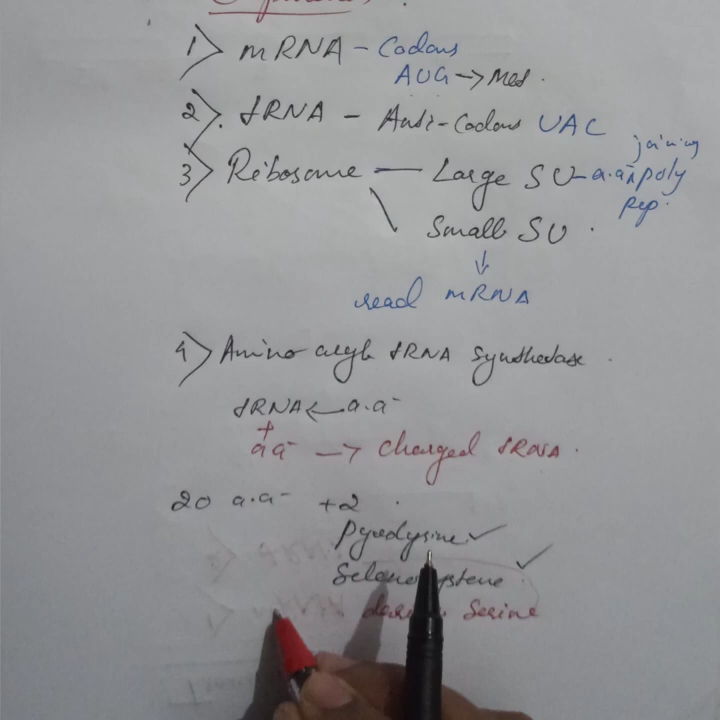 1) mRNA - Codons
AUG → Met.
2) tRNA - Anti-Codons UAC
3) Ribosome — Large SU - a.a poly
joining
pep.
Small SU.
↓
read mRNA
4) Amino acyl tRNA Synthetase.
tRNA ← a.a-
+
aa- → charged tRNA.
20 a.a- +2.
Serine